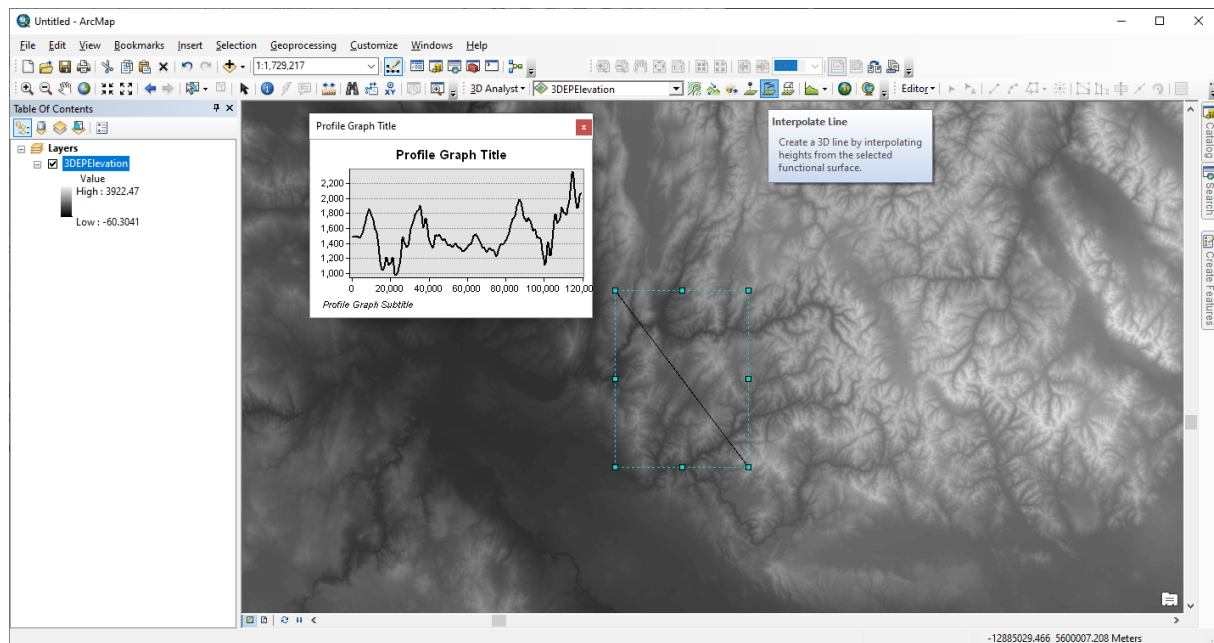 Untitled - ArcMap
File Edit View Bookmarks Insert Selection Geoprocessing Customize Windows Help
1:1,729,217
3D Analyst 3DEPElevation Editor
Table Of Contents
Layers
3DEPElevation
Value
High : 3922.47
Low : -60.3041
Profile Graph Title
Profile Graph Title
2,200
2,000
1,800
1,600
1,400
1,200
1,000
0 20,000 40,000 60,000 80,000 100,000 120,00
Profile Graph Subtitle
Interpolate Line
Create a 3D line by interpolating
heights from the selected
functional surface.
Catalog
Search
Create Features
-12885029.466 5600007.208 Meters